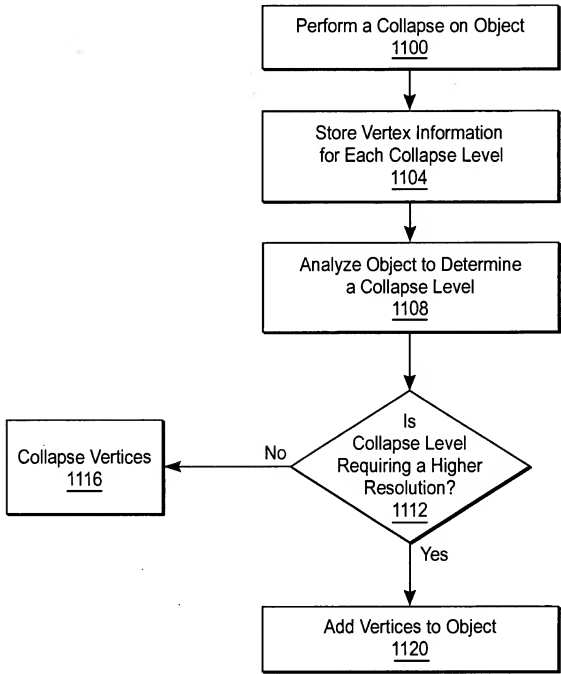 Perform a Collapse on Object
1100
Store Vertex Information
for Each Collapse Level
1104
Analyze Object to Determine
a Collapse Level
1108
Is
Collapse Level
Requiring a Higher
Resolution?
1112
No
Collapse Vertices
1116
Yes
Add Vertices to Object
1120